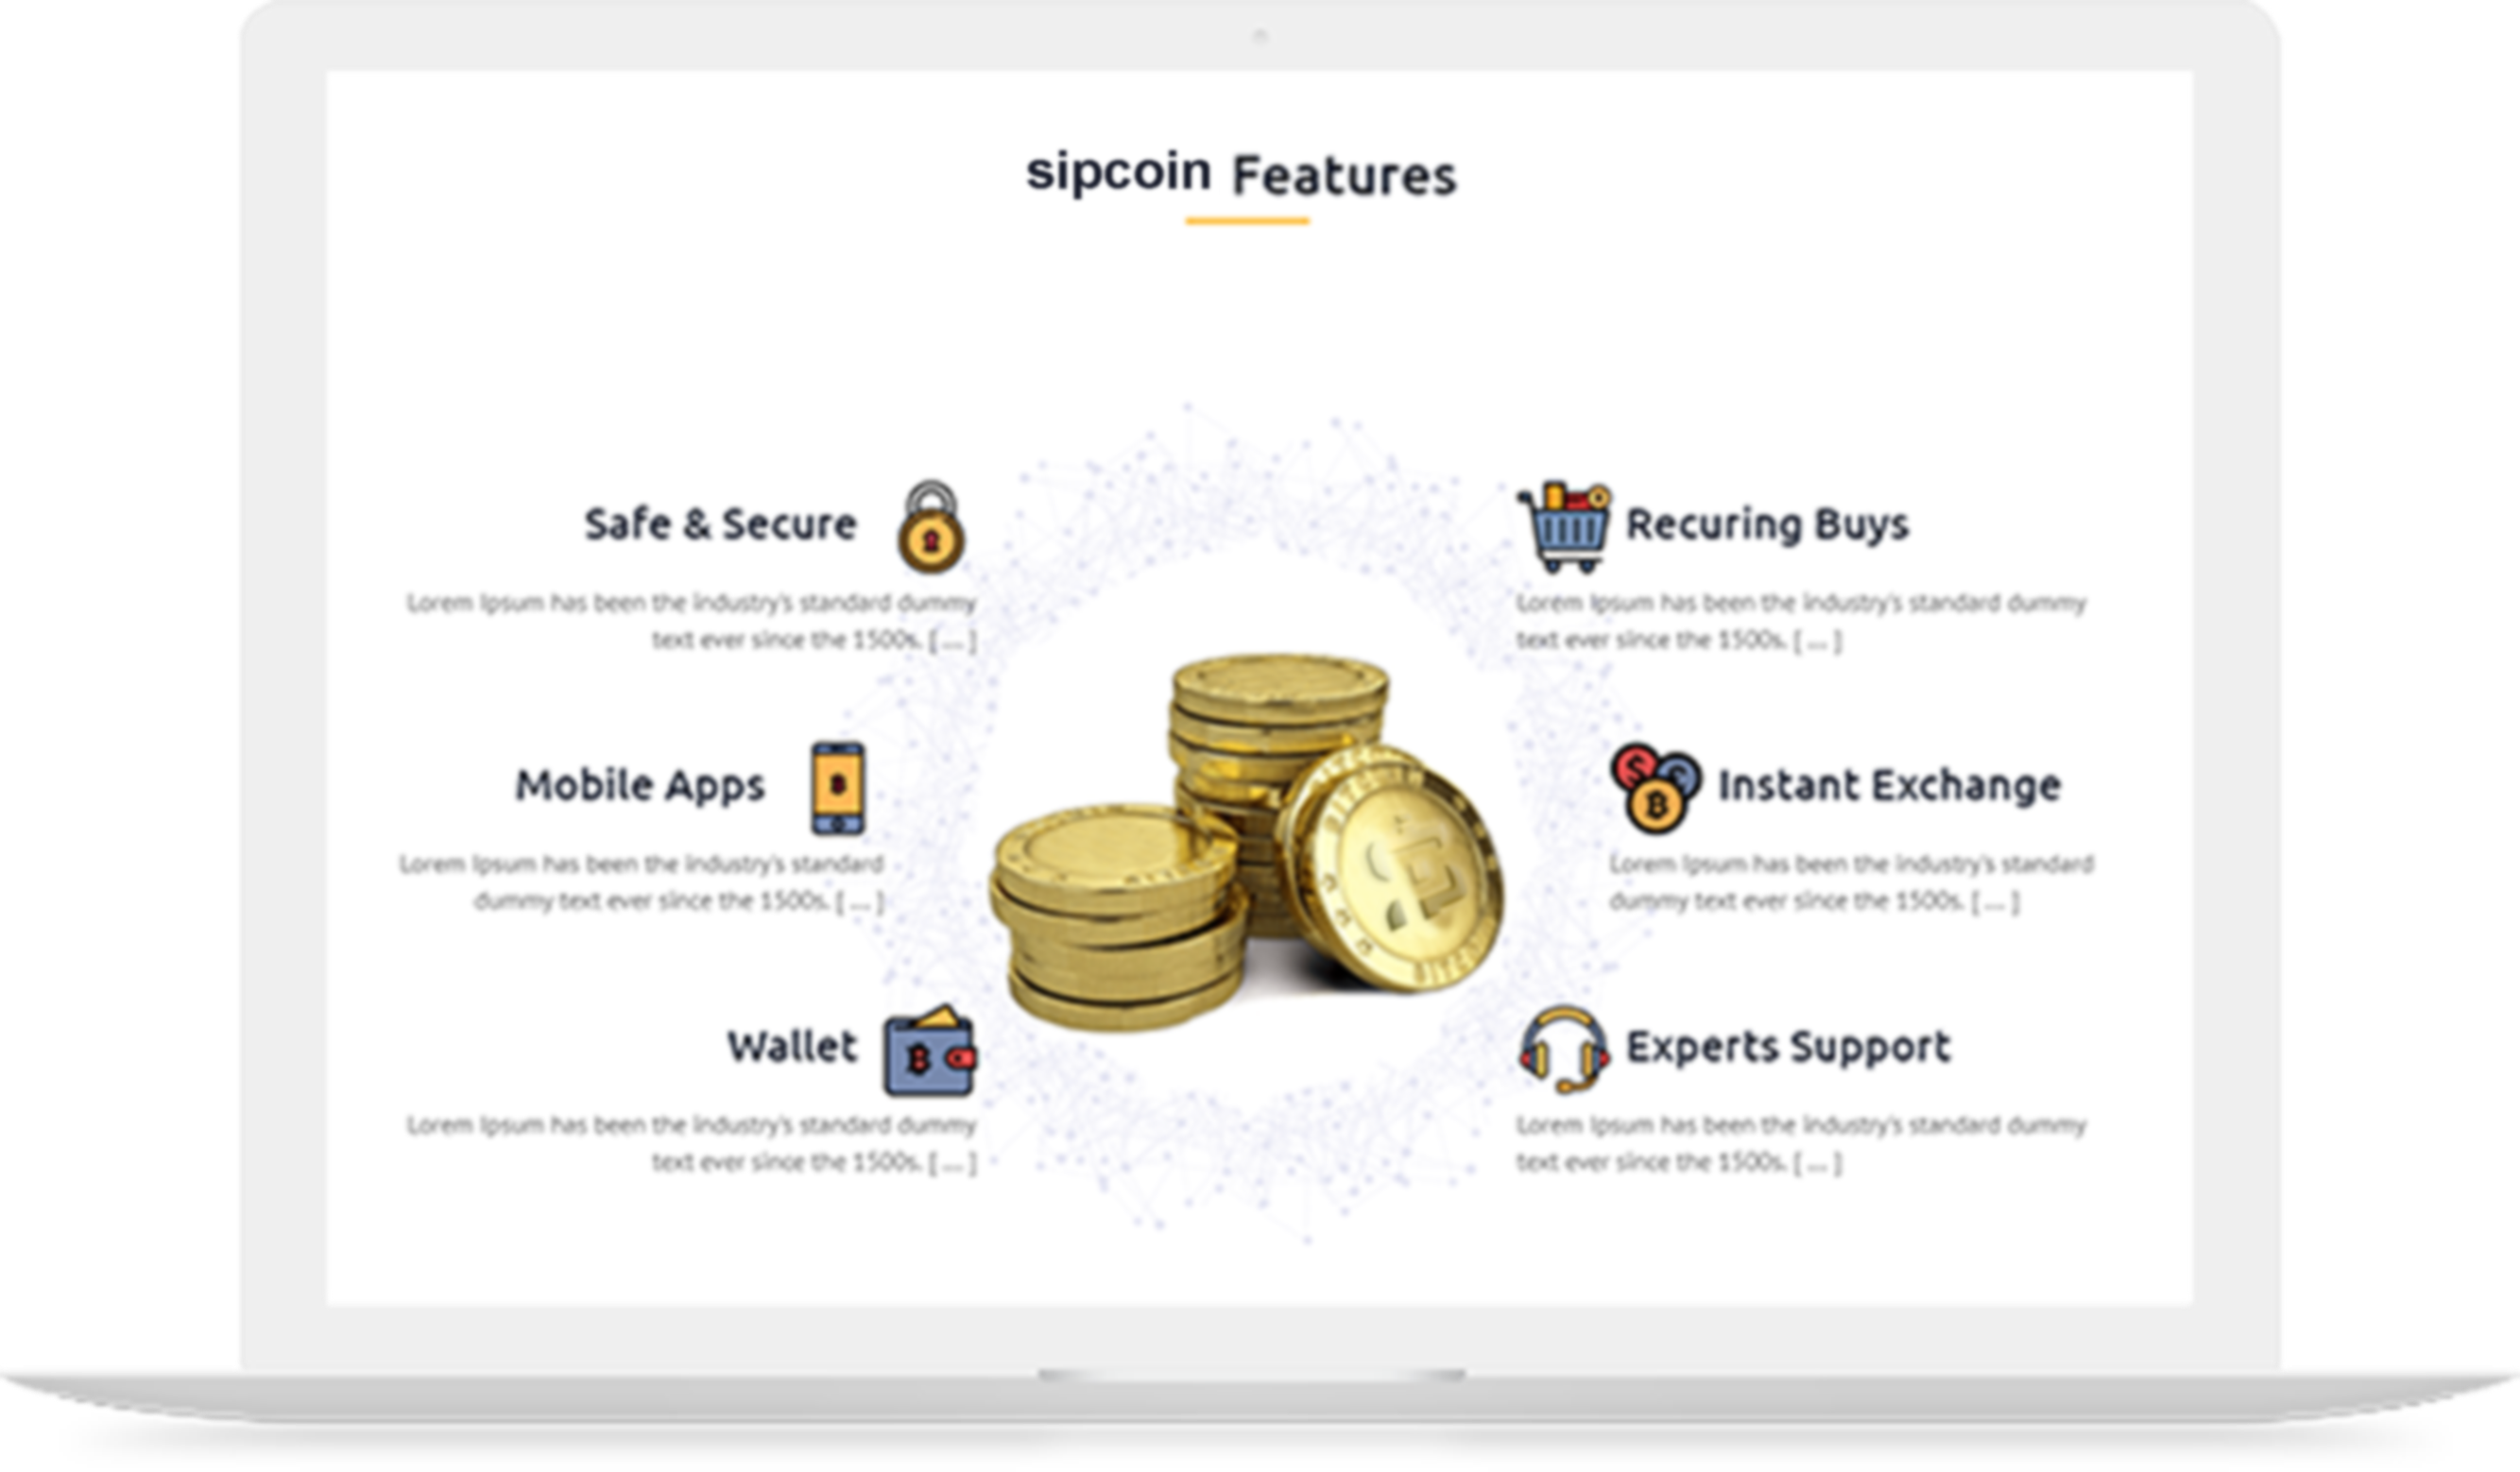 sipcoin Features
Safe & Secure
Lorem Ipsum has been the industry's standard dummy
text ever since the 1500s. [ ... ]
Mobile Apps
Lorem Ipsum has been the industry's standard
dummy text ever since the 1500s. [ ... ]
Wallet
Lorem Ipsum has been the industry's standard dummy
text ever since the 1500s. [ ... ]
Recuring Buys
Lorem Ipsum has been the industry's standard dummy
text ever since the 1500s. [ ... ]
Instant Exchange
Lorem Ipsum has been the industry's standard
dummy text ever since the 1500s. [ ... ]
Experts Support
Lorem Ipsum has been the industry's standard dummy
text ever since the 1500s. [ ... ]